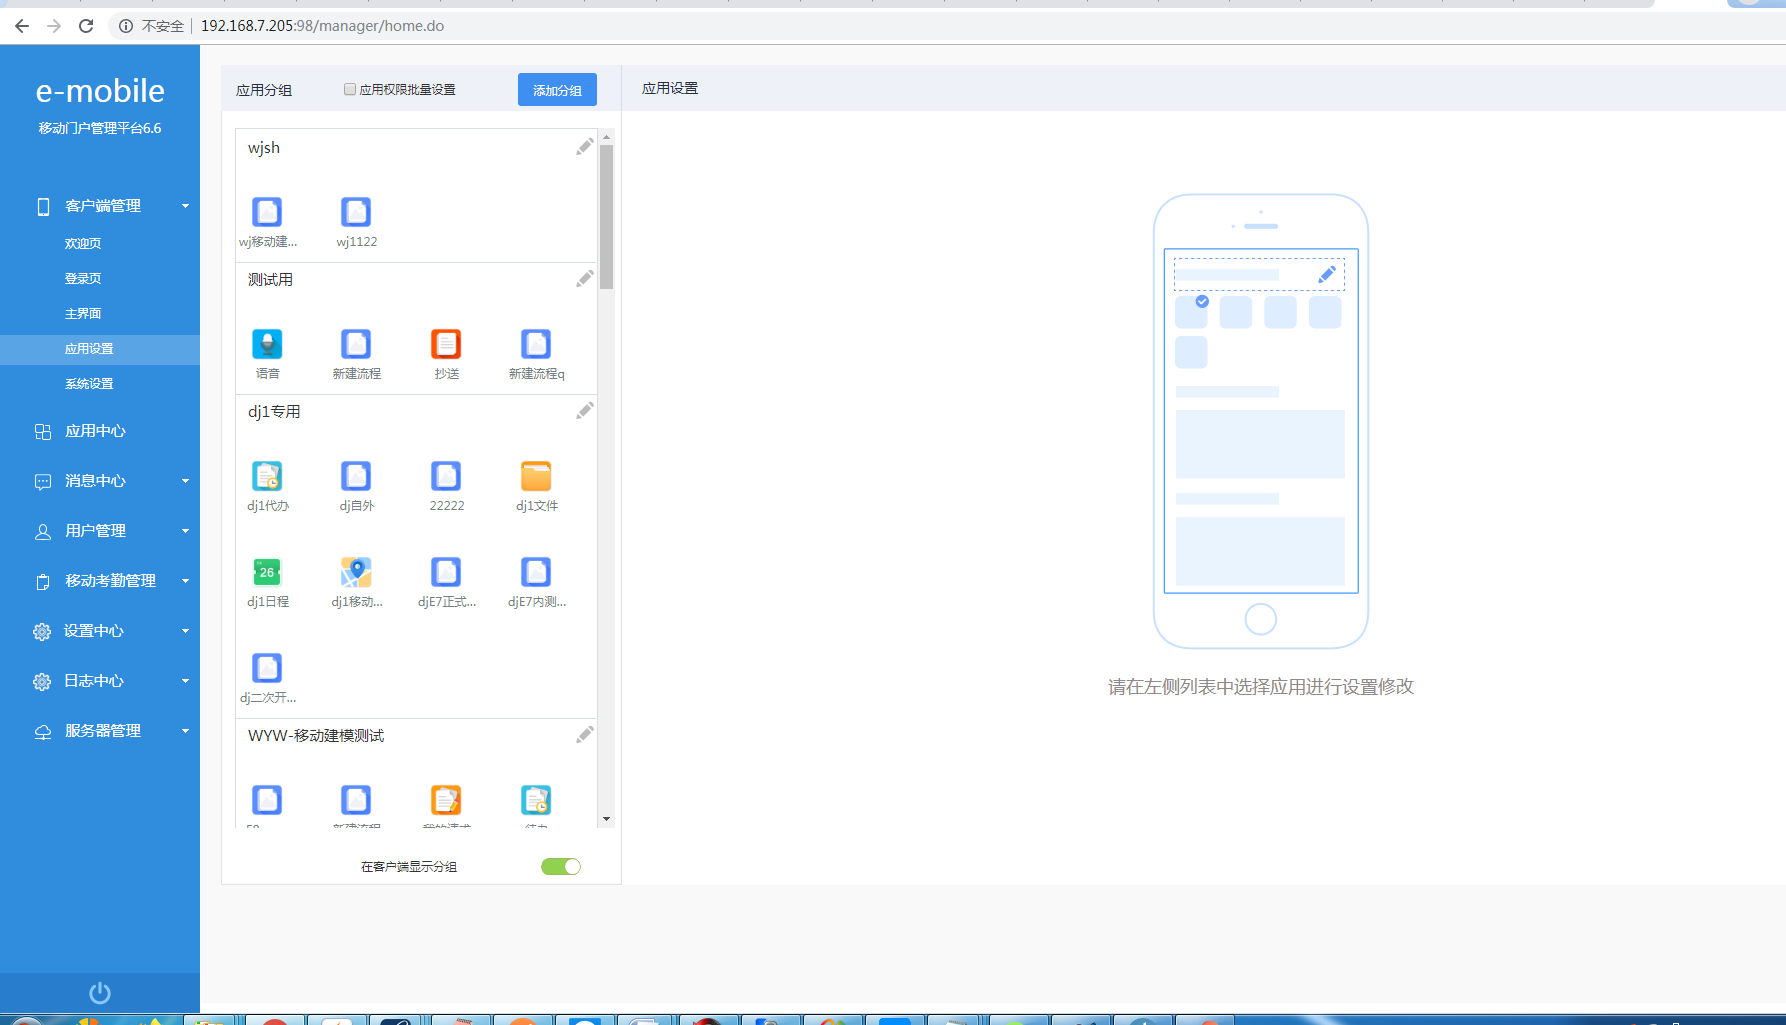 不安全 192.168.7.205:98/manager/home.do
e-mobile
移动门户管理平台6.6
客户端管理
欢迎页
登录页
主界面
应用设置
系统设置
应用中心
消息中心
用户管理
移动考勤管理
设置中心
日志中心
服务器管理
应用分组 应用权限批量设置 添加分组
wjsh
wj移动建... wj1122
测试用
语音 新建流程 抄送 新建流程q
dj1专用
dj1代办 dj自外 22222 dj1文件
26
dj1日程 dj1移动... djE7正式... djE7内测...
dj二次开...
WYW-移动建模测试
新建流程 我的请求 待办
在客户端显示分组
应用设置
请在左侧列表中选择应用进行设置修改